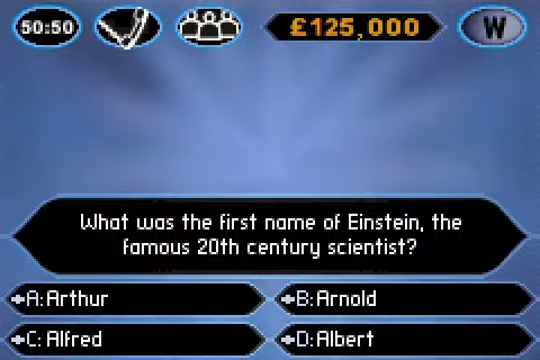 50:50 £125,000 W
What was the first name of Einstein, the
famous 20th century scientist?
A:Arthur B:Arnold
C:Alfred D:Albert